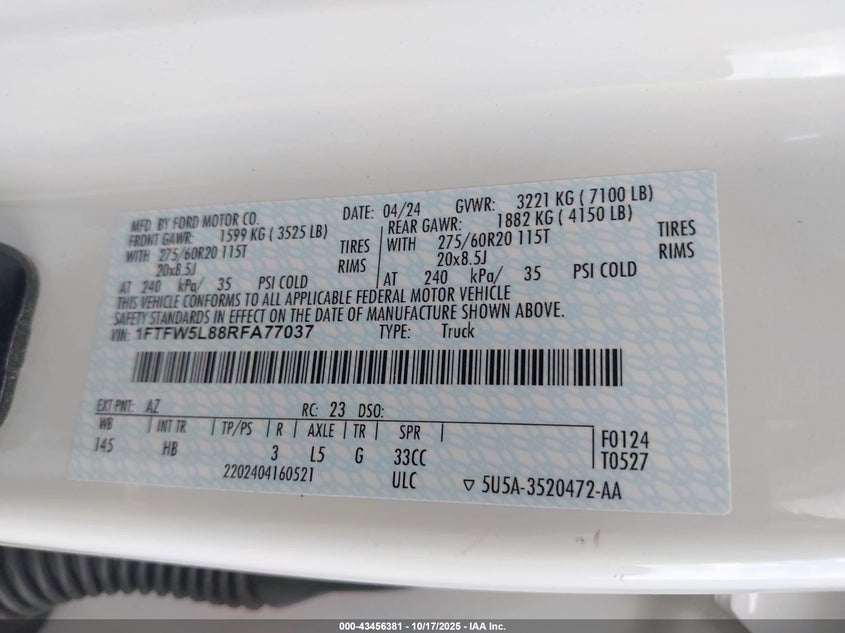 MFD. BY FORD MOTOR CO.
DATE: 04/24 GVWR: 3221 KG ( 7100 LB)
FRONT GAWR: 1599 KG ( 3525 LB) REAR GAWR: 1882 KG ( 4150 LB)
WITH 275/60R20 115T TIRES WITH 275/60R20 115T TIRES
20x8.5J RIMS 20x8.5J RIMS
AT 240 kPa/ 35 PSI COLD AT 240 kPa/ 35 PSI COLD
THIS VEHICLE CONFORMS TO ALL APPLICABLE FEDERAL MOTOR VEHICLE
SAFETY STANDARDS IN EFFECT ON THE DATE OF MANUFACTURE SHOWN ABOVE.
VIN: 1FTFW5L88RFA77037 TYPE: Truck
EXT PNT: AZ RC: 23 DSO:
WB INT TR TP/PS R AXLE TR SPR
145 HB 3 L5 G 33CC
F0124
T0527
2202404160521 ULC ▽ 5U5A-3520472-AA
000-43456381 | 10/17/2025 - IAA Inc.